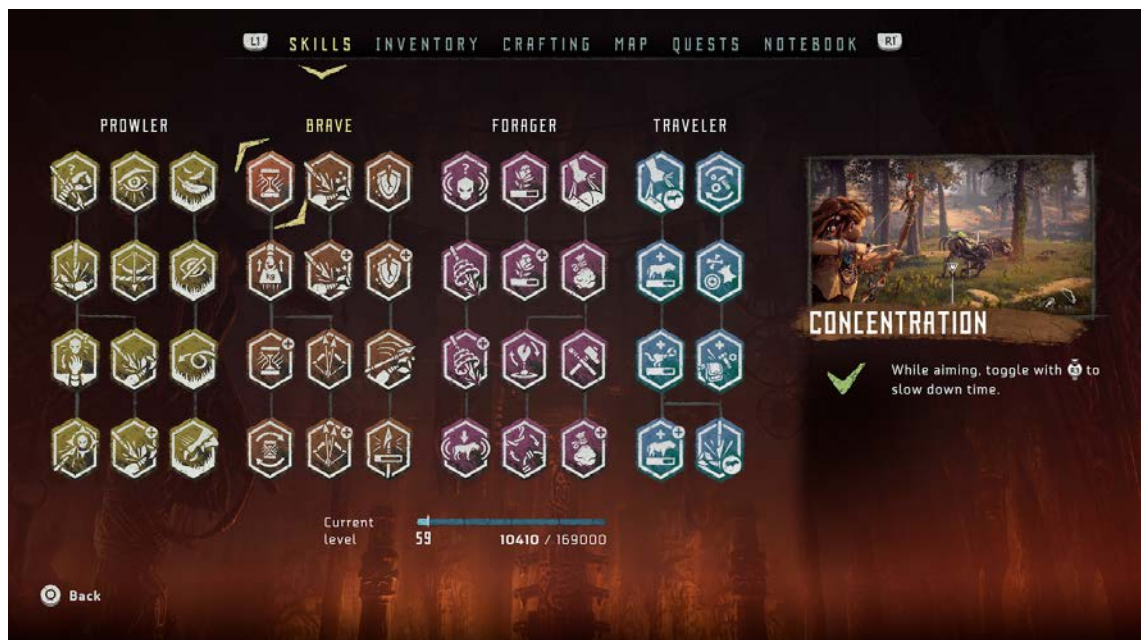 L1 SKILLS INVENTORY CRAFTING MAP QUESTS NOTEBOOK R1
PROWLER BRAVE FORAGER TRAVELER
CONCENTRATION
While aiming, toggle with R3 to
slow down time.
Current
level
59 10410 / 169000
Back